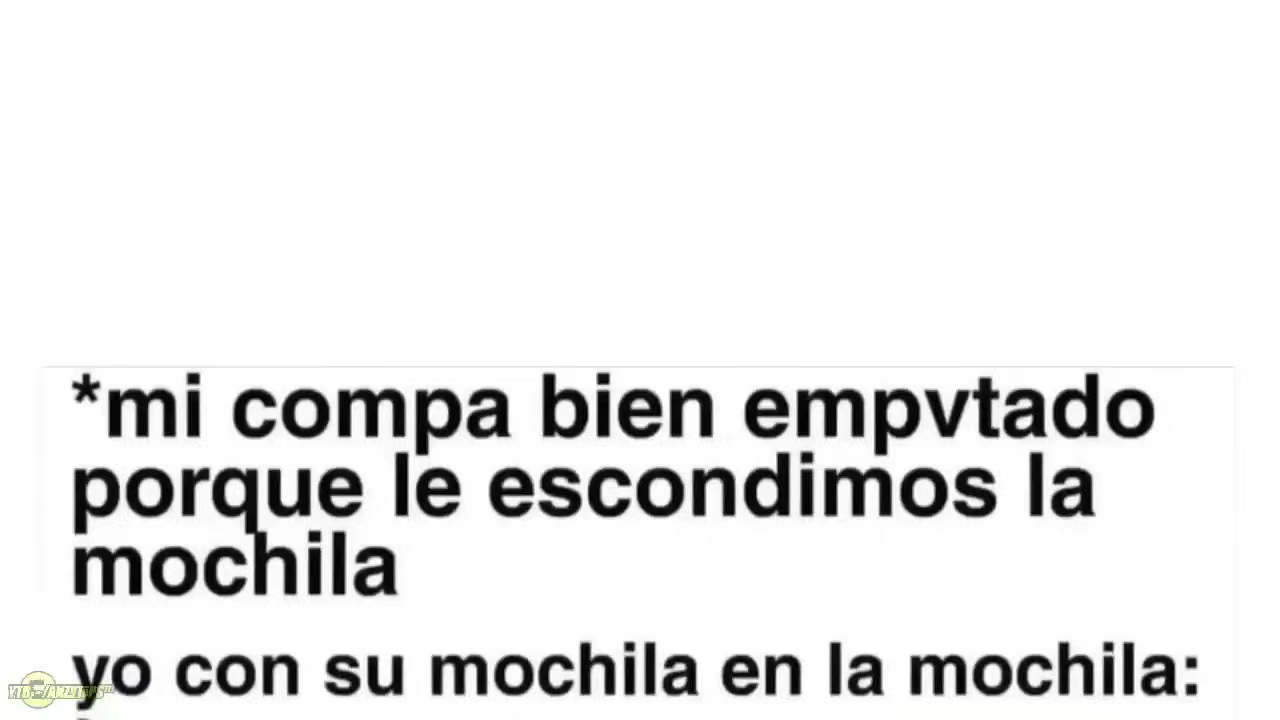 *mi compa bien empvtado
porque le escondimos la
mochila
yo con su mochila en la mochila: